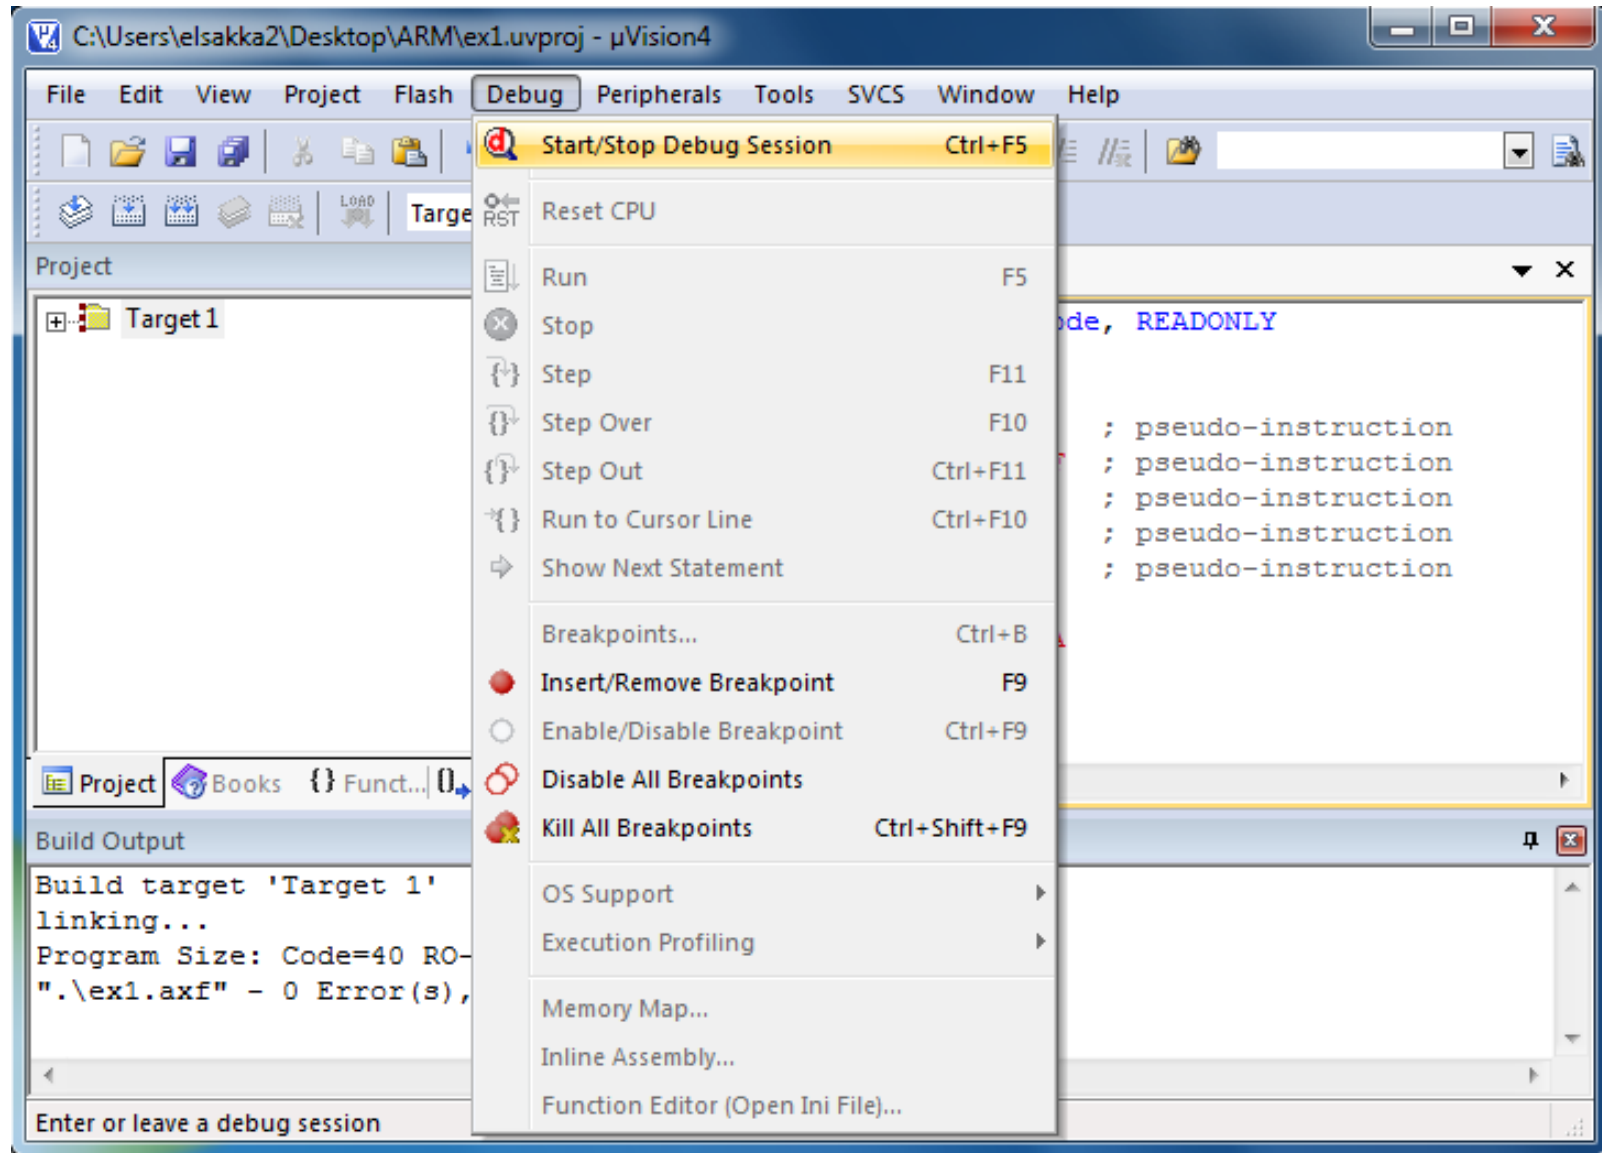 C:\Users\elsakka2\Desktop\ARM\ex1.uvproj - µVision4
File Edit View Project Flash Debug Peripherals Tools SVCS Window Help
Start/Stop Debug Session Ctrl+F5
LOAD
RST Reset CPU
Project
Run F5
Target 1
READONLY
Stop
Step F11
Step Over F10
; pseudo-instruction
Step Out Ctrl+F11
; pseudo-instruction
; pseudo-instruction
Run to Cursor Line Ctrl+F10
; pseudo-instruction
Show Next Statement
; pseudo-instruction
Breakpoints... Ctrl+B
Insert/Remove Breakpoint F9
Enable/Disable Breakpoint Ctrl+F9
Project Books {} Funct...
Disable All Breakpoints
Kill All Breakpoints Ctrl+Shift+F9
Build Output
Build target 'Target 1'
linking...
Program Size: Code=40 RO-
".\ex1.axf" - 0 Error(s),
OS Support
Execution Profiling
Memory Map...
Inline Assembly...
Function Editor (Open Ini File)...
Enter or leave a debug session